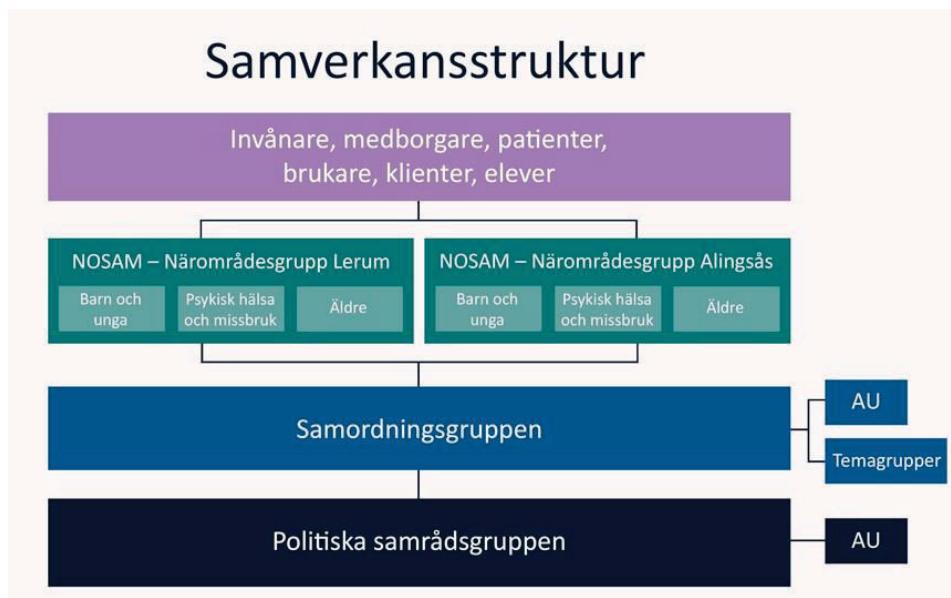 Samverkansstruktur
Invånare, medborgare, patienter,
brukare, klienter, elever
NOSAM – Närområdesgrupp Lerum
Barn och
unga
Psykisk hälsa
och missbruk
Äldre
NOSAM – Närområdesgrupp Alingsås
Barn och
unga
Psykisk hälsa
och missbruk
Äldre
Samordningsgruppen
AU
Temagrupper
Politiska samrådsgruppen
AU